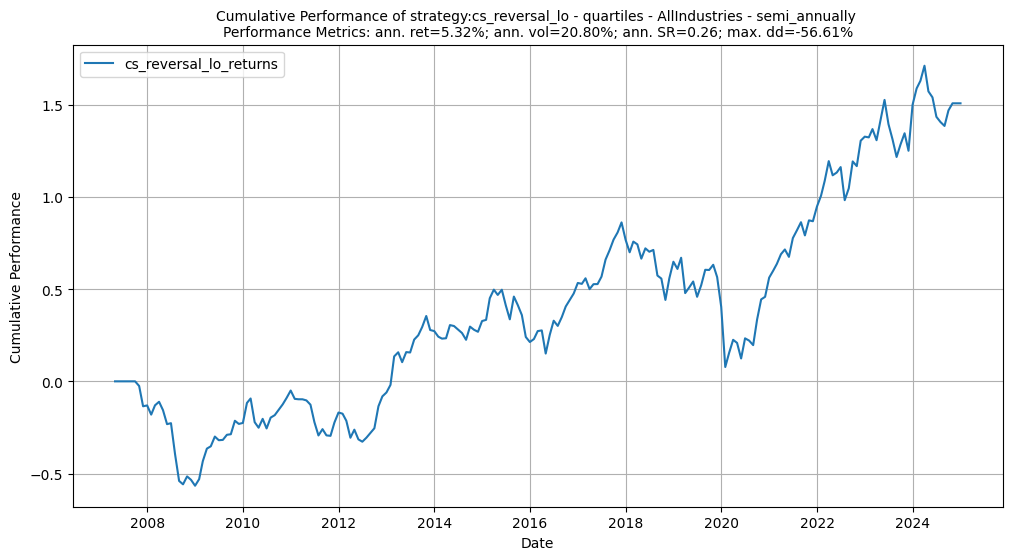 Cumulative Performance of strategy:cs_reversal_lo - quartiles - AllIndustries - semi_annually
Performance Metrics: ann. ret=5.32%; ann. vol=20.80%; ann. SR=0.26; max. dd=-56.61%
cs_reversal_lo_returns
Cumulative Performance
1.5
1.0
0.5
0.0
−0.5
2008 2010 2012 2014 2016 2018 2020 2022 2024
Date